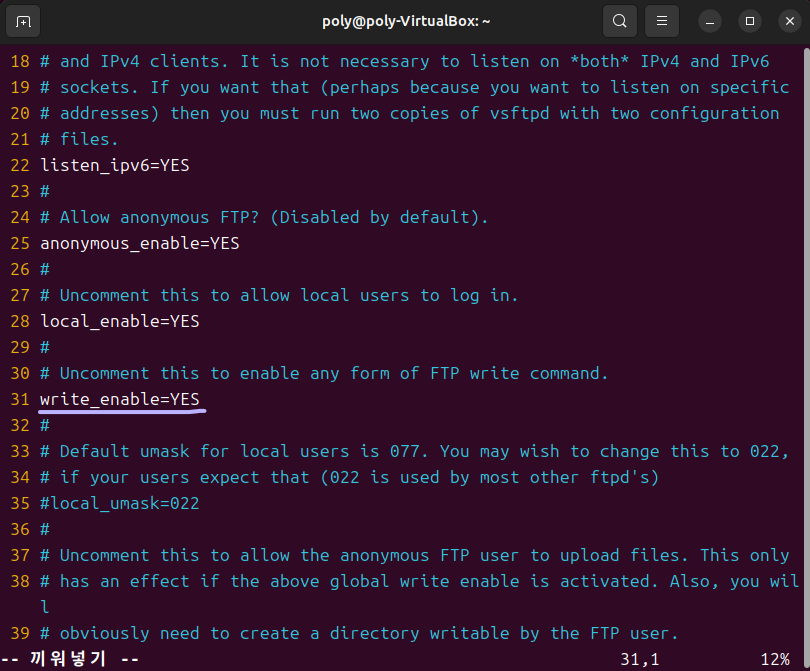 poly@poly-VirtualBox: ~
18 # and IPv4 clients. It is not necessary to listen on *both* IPv4 and IPv6
19 # sockets. If you want that (perhaps because you want to listen on specific
20 # addresses) then you must run two copies of vsftpd with two configuration
21 # files.
22 listen_ipv6=YES
23 #
24 # Allow anonymous FTP? (Disabled by default).
25 anonymous_enable=YES
26 #
27 # Uncomment this to allow local users to log in.
28 local_enable=YES
29 #
30 # Uncomment this to enable any form of FTP write command.
31 write_enable=YES
32 #
33 # Default umask for local users is 077. You may wish to change this to 022,
34 # if your users expect that (022 is used by most other ftpd's)
35 #local_umask=022
36 #
37 # Uncomment this to allow the anonymous FTP user to upload files. This only
38 # has an effect if the above global write enable is activated. Also, you wil
l
39 # obviously need to create a directory writable by the FTP user.
-- 끼워넣기 -- 31,1 12%